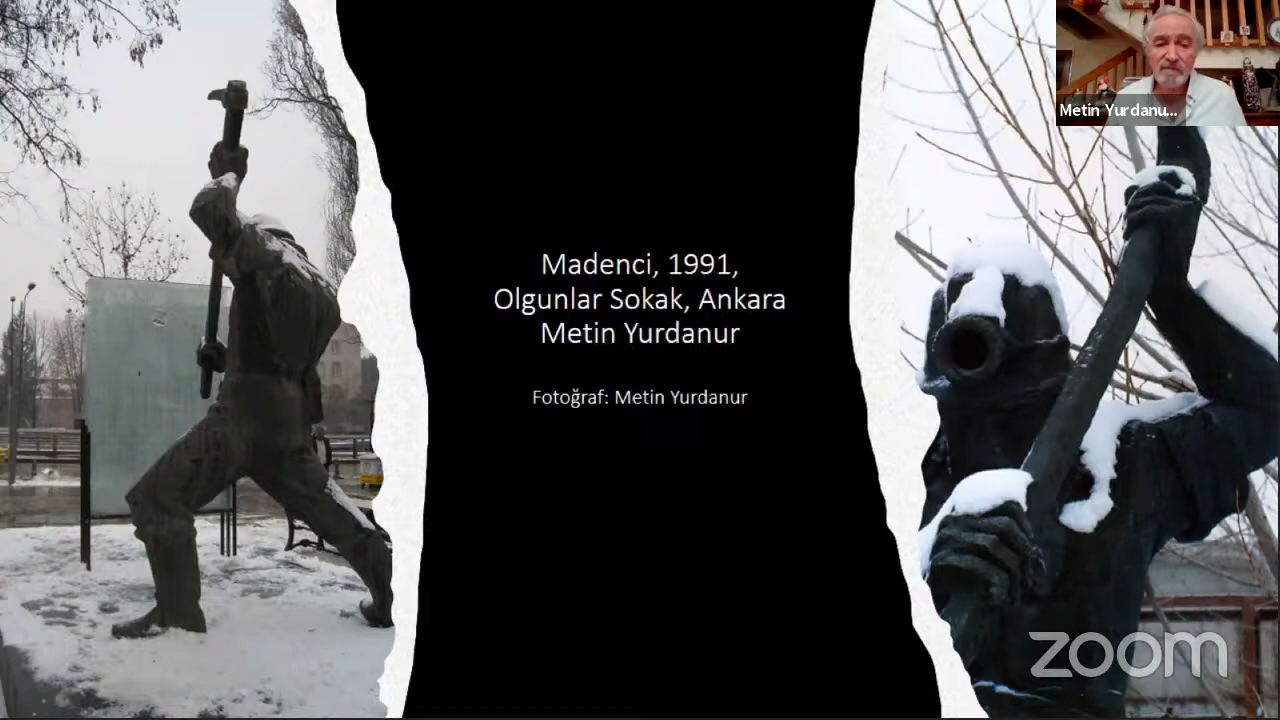 Madenci, 1991,
Olgunlar Sokak, Ankara
Metin Yurdanur
Fotoğraf: Metin Yurdanur
Metin Yurdanu...
zoom